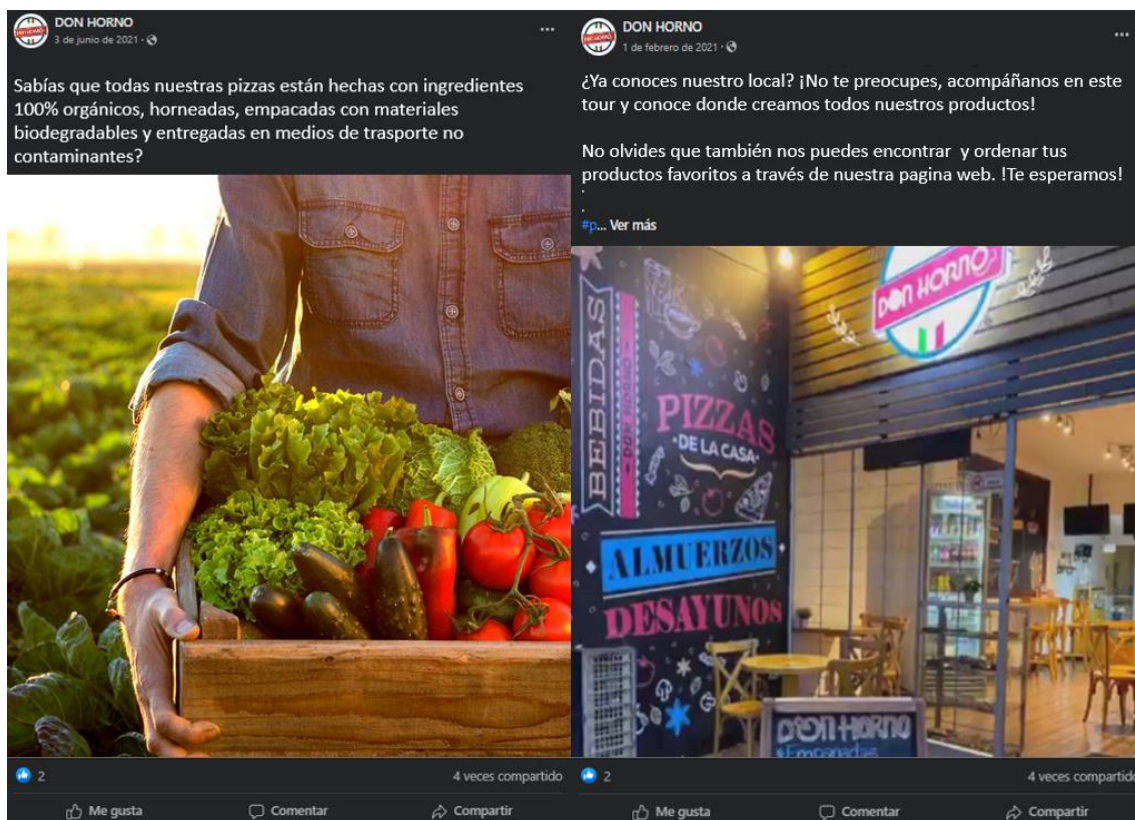 DON HORNO
3 de junio de 2021
Sabías que todas nuestras pizzas están hechas con ingredientes
100% orgánicos, horneadas, empacadas con materiales
biodegradables y entregadas en medios de trasporte no
contaminantes?
2
4 veces compartido
Me gusta
Comentar
Compartir
DON HORNO
1 de febrero de 2021
¿Ya conoces nuestro local? ¡No te preocupes, acompáñanos en este
tour y conoce donde creamos todos nuestros productos!
No olvides que también nos puedes encontrar y ordenar tus
productos favoritos a través de nuestra pagina web. !Te esperamos!
.
.
#p... Ver más
DON HORNO
BEBIDAS
PIZZAS
DE LA CASA
ALMUERZOS
DESAYUNOS
DON HORNO
Empanadas
2
4 veces compartido
Me gusta
Comentar
Compartir